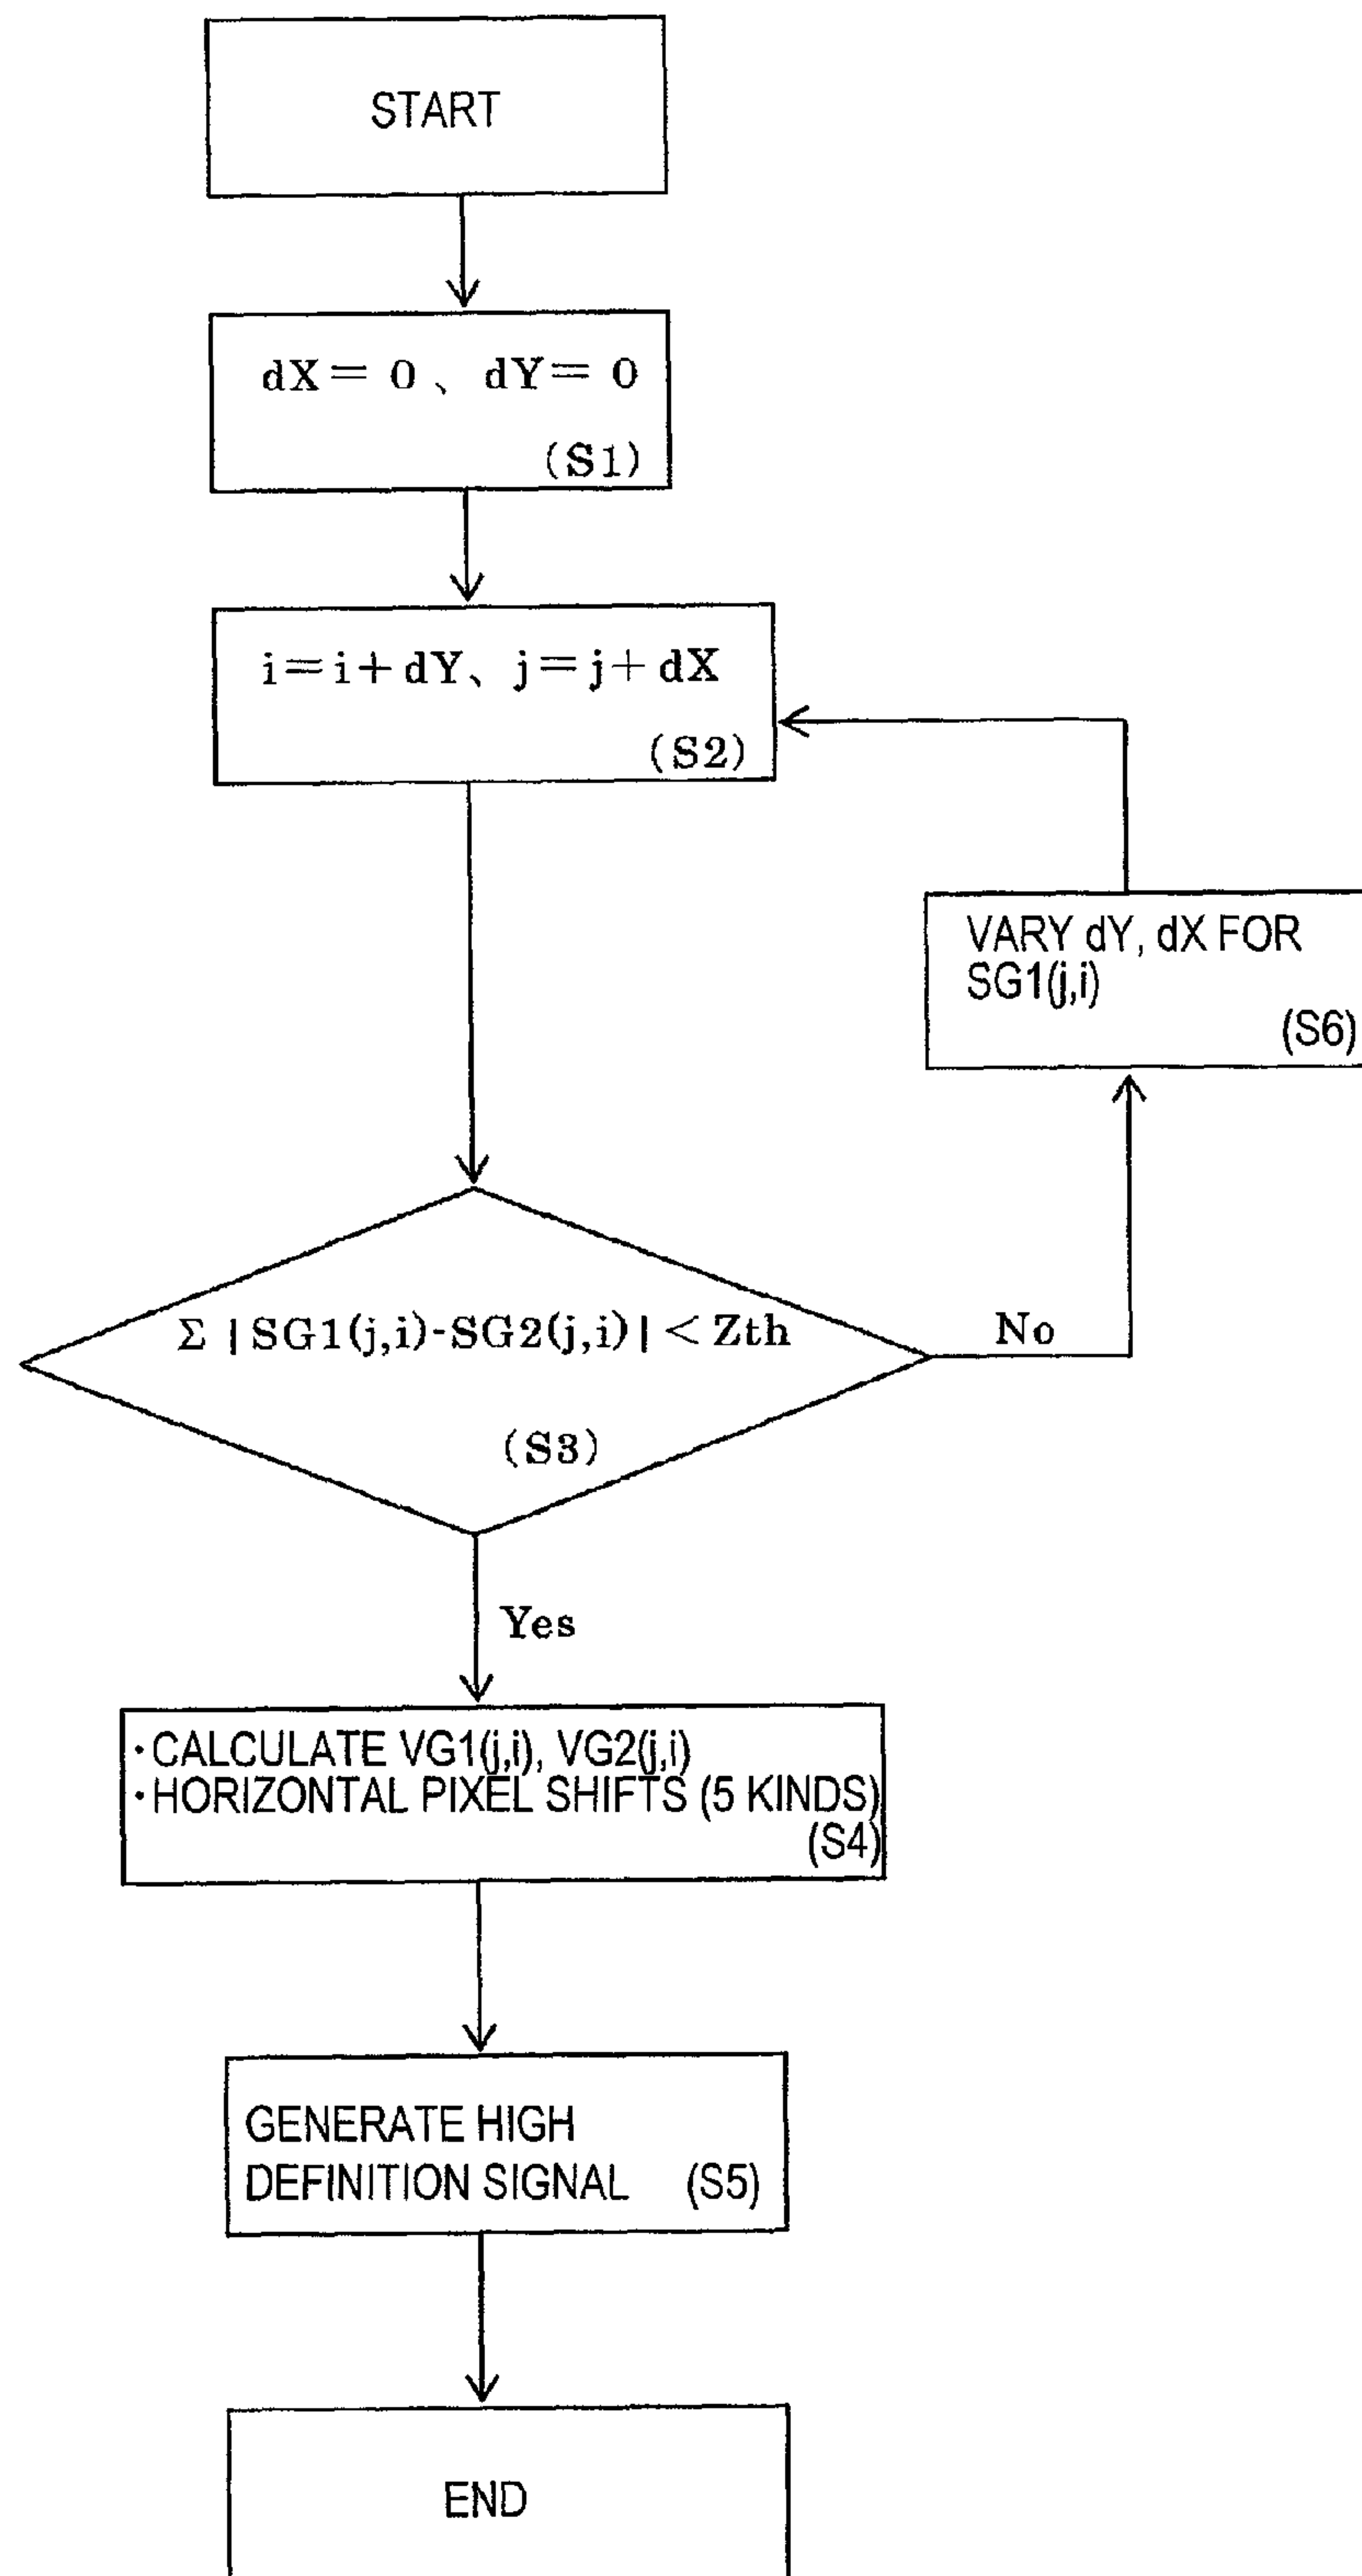 START
dX＝ 0 、 dY＝ 0
(S1)
i＝i＋dY、 j＝j＋dX
(S2)
VARY dY, dX FOR
SG1(j,i)
(S6)
Σ |SG1(j,i)-SG2(j,i)| ＜Zth
No
(S3)
Yes
・CALCULATE VG1(j,i), VG2(j,i)
・HORIZONTAL PIXEL SHIFTS (5 KINDS)
(S4)
GENERATE HIGH
DEFINITION SIGNAL (S5)
END